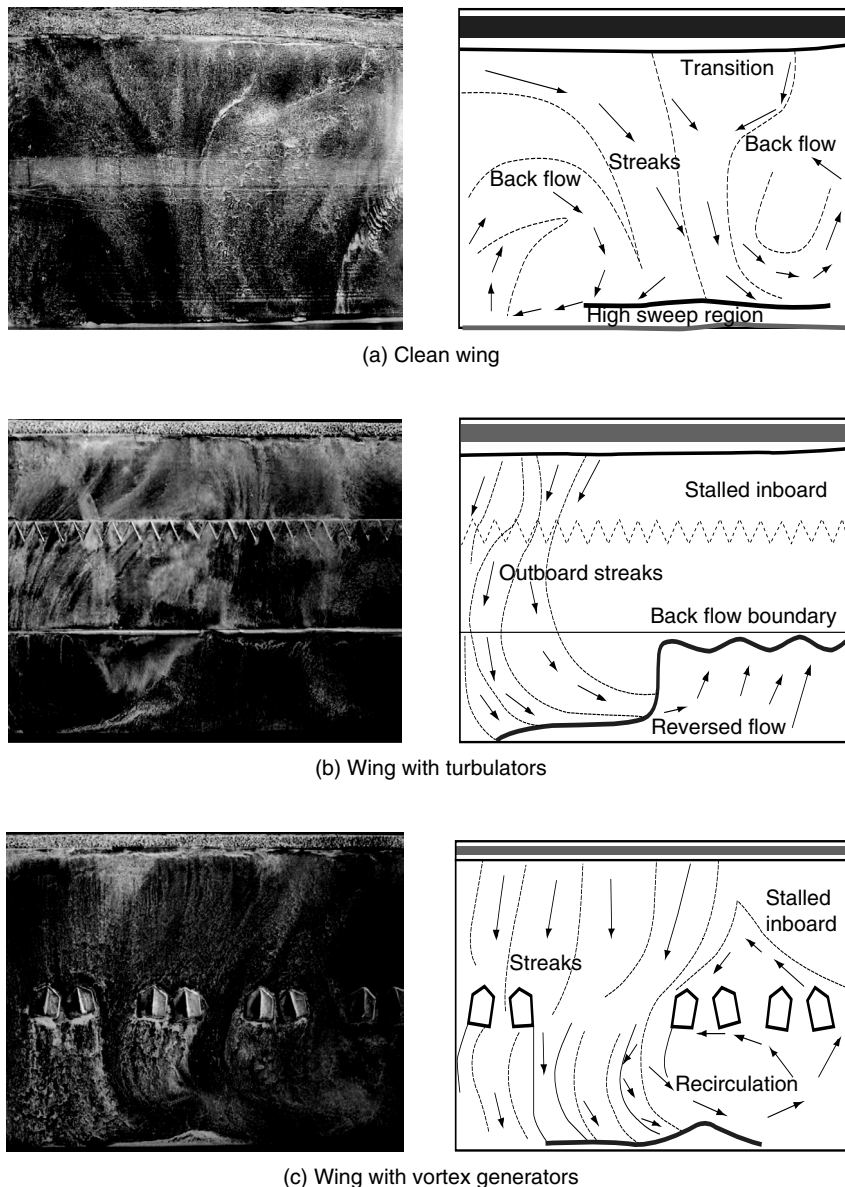 Transition
Back flow
Streaks
Back flow
High sweep region
(a) Clean wing
Stalled inboard
Outboard streaks
Back flow boundary
Reversed flow
(b) Wing with turbulators
Stalled
inboard
Streaks
Recirculation
(c) Wing with vortex generators